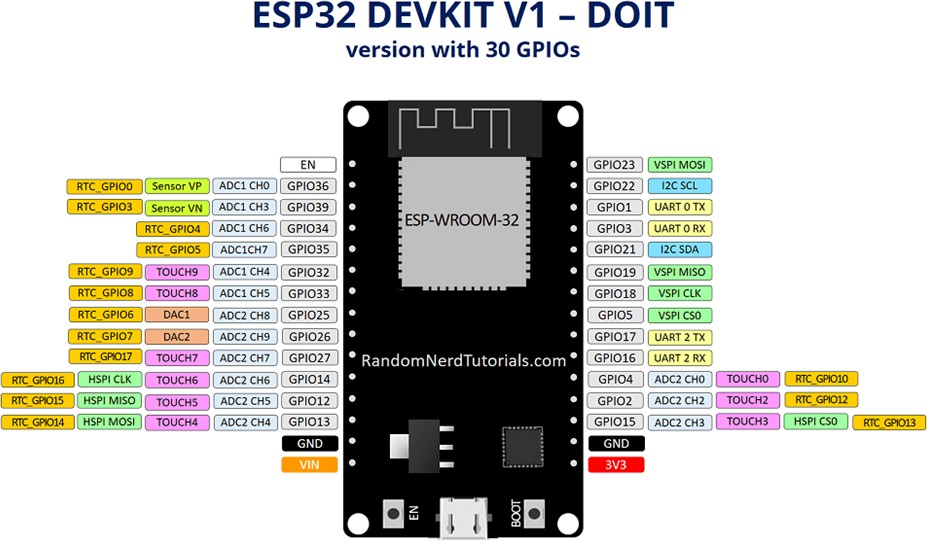 ESP32 DEVKIT V1 – DOIT
version with 30 GPIOs
EN GPIO23 VSPI MOSI
RTC_GPIO0 Sensor VP ADC1 CH0 GPIO36 GPIO22 I2C SCL
RTC_GPIO3 Sensor VN ADC1 CH3 GPIO39 GPIO1 UART 0 TX
RTC_GPIO4 ADC1 CH6 GPIO34 ESP-WROOM-32 GPIO3 UART 0 RX
RTC_GPIO5 ADC1CH7 GPIO35 GPIO21 I2C SDA
RTC_GPIO9 TOUCH9 ADC1 CH4 GPIO32 GPIO19 VSPI MISO
RTC_GPIO8 TOUCH8 ADC1 CH5 GPIO33 GPIO18 VSPI CLK
RTC_GPIO6 DAC1 ADC2 CH8 GPIO25 GPIO5 VSPI CS0
RTC_GPIO7 DAC2 ADC2 CH9 GPIO26 GPIO17 UART 2 TX
RTC_GPIO17 TOUCH7 ADC2 CH7 GPIO27 RandomNerdTutorials.com GPIO16 UART 2 RX
RTC_GPIO16 HSPI CLK TOUCH6 ADC2 CH6 GPIO14 GPIO4 ADC2 CH0 TOUCH0 RTC_GPIO10
RTC_GPIO15 HSPI MISO TOUCH5 ADC2 CH5 GPIO12 GPIO2 ADC2 CH2 TOUCH2 RTC_GPIO12
RTC_GPIO14 HSPI MOSI TOUCH4 ADC2 CH4 GPIO13 GPIO15 ADC2 CH3 TOUCH3 HSPI CS0 RTC_GPIO13
GND GND
VIN 3V3
EN BOOT